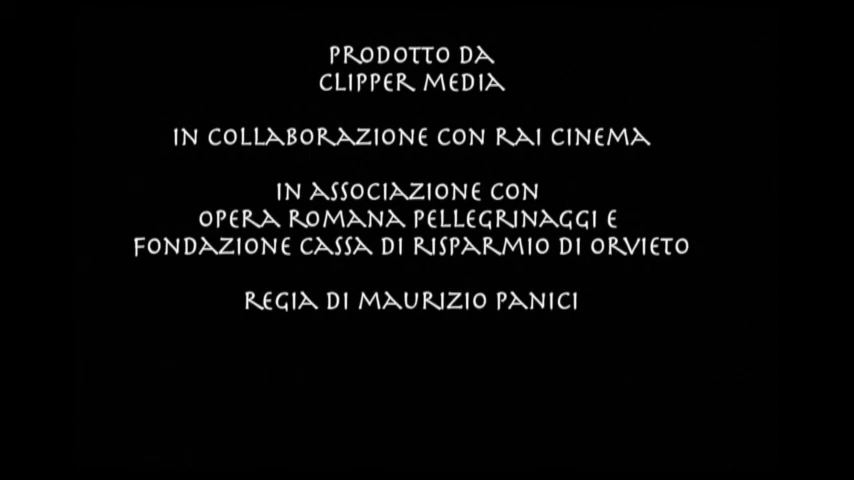 PRODOTTO DA
CLIPPER MEDIA
IN COLLABORAZIONE CON RAI CINEMA
IN ASSOCIAZIONE CON
OPERA ROMANA PELLEGRINAGGI E
FONDAZIONE CASSA DI RISPARMIO DI ORVIETO
REGIA DI MAURIZIO PANICI